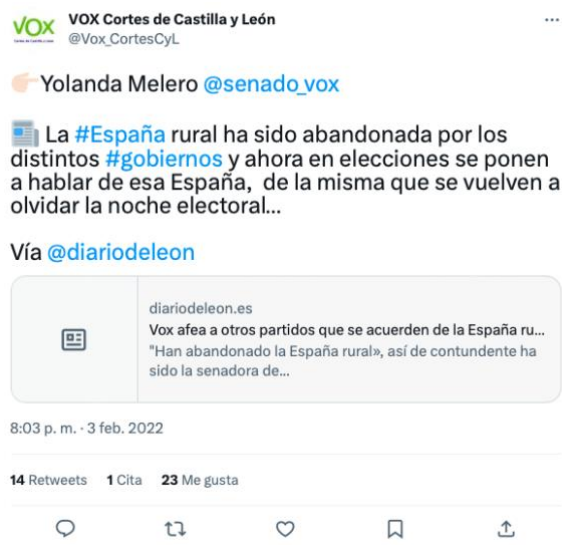 VOX
VOX Cortes de Castilla y León
@Vox_CortesCyL
Yolanda Melero @senado_vox
La #España rural ha sido abandonada por los
distintos #gobiernos y ahora en elecciones se ponen
a hablar de esa España, de la misma que se vuelven a
olvidar la noche electoral...
Vía @diariodeleon
diariodeleon.es
Vox afea a otros partidos que se acuerden de la España ru...
"Han abandonado la España rural», así de contundente ha
sido la senadora de...
8:03 p. m. · 3 feb. 2022
14 Retweets 1 Cita 23 Me gusta